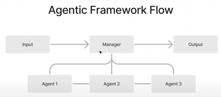 Agentic Framework Flow
Input
Manager
Output
Agent 1
Agent 2
Agent 3